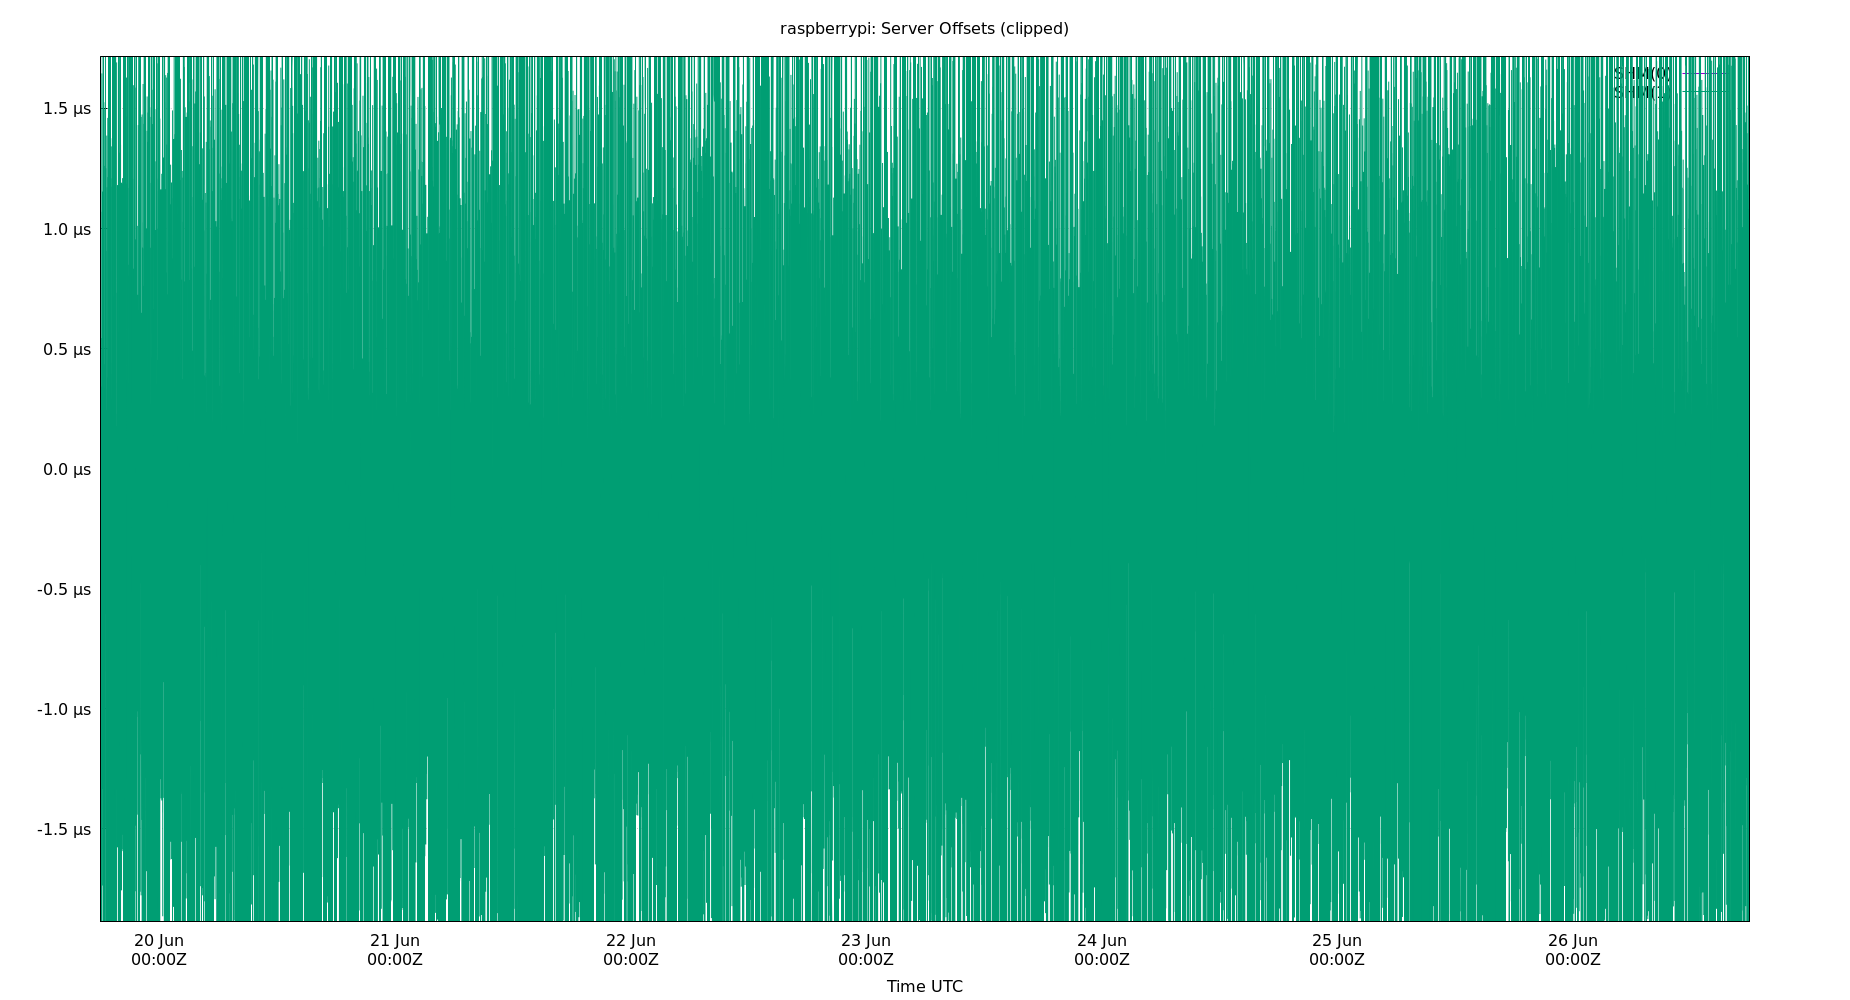 raspberrypi: Server Offsets (clipped)
SHM(0)
1.5 µs
1.0 µs
0.5 µs
0.0 µs
-0.5 µs
-1.0 µs
-1.5 µs
20 Jun 21 Jun 22 Jun 23 Jun 24 Jun 25 Jun 26 Jun
00:00Z 00:00Z 00:00Z 00:00Z 00:00Z 00:00Z 00:00Z
Time UTC